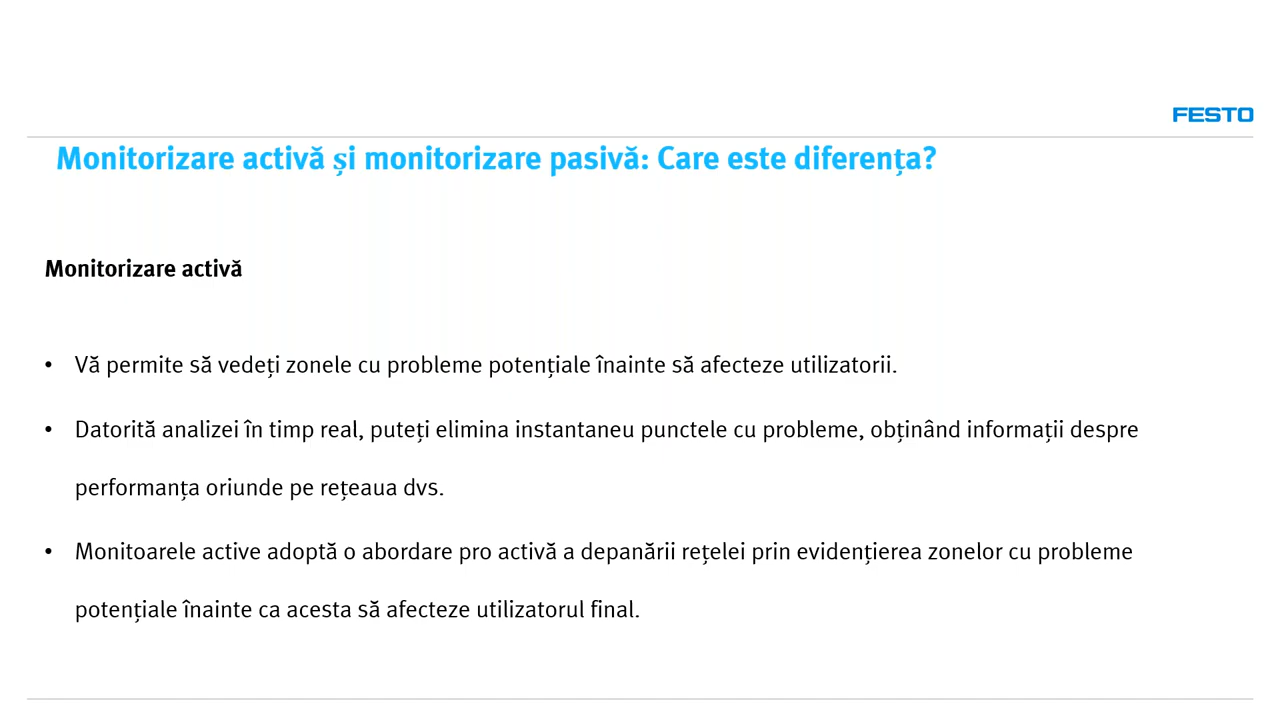 FESTO
Monitorizare activă și monitorizare pasivă: Care este diferența?
Monitorizare activă
• Vă permite să vedeți zonele cu probleme potențiale înainte să afecteze utilizatorii.
• Datorită analizei în timp real, puteți elimina instantaneu punctele cu probleme, obținând informații despre
performanța oriunde pe rețeaua dvs.
• Monitoarele active adoptă o abordare pro activă a depanării rețelei prin evidențierea zonelor cu probleme
potențiale înainte ca acesta să afecteze utilizatorul final.